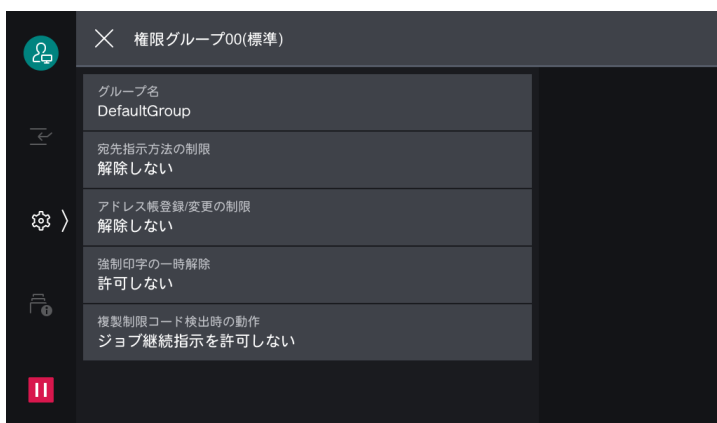 権限グループ00(標準)
グループ名
DefaultGroup
宛先指示方法の制限
解除しない
アドレス帳登録/変更の制限
解除しない
強制印字の一時解除
許可しない
複製制限コード検出時の動作
ジョブ継続指示を許可しない